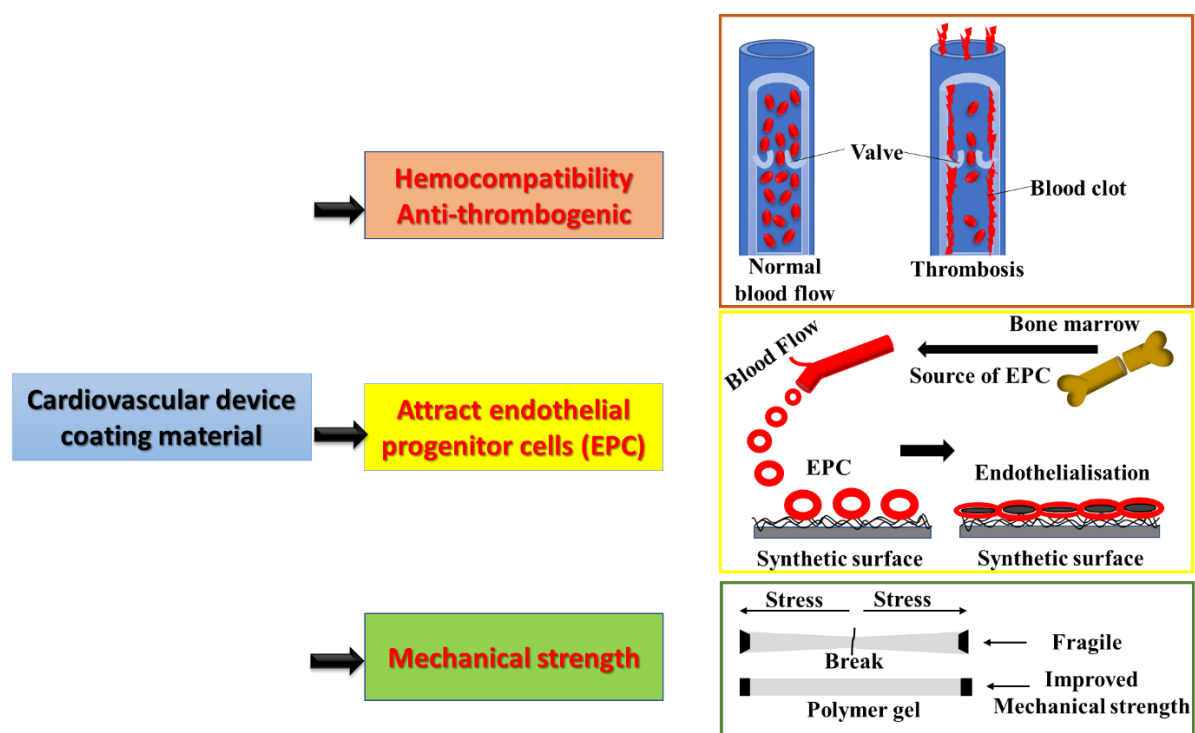 Cardiovascular device
coating material
Hemocompatibility
Anti-thrombogenic
Attract endothelial
progenitor cells (EPC)
Mechanical strength
Valve
Blood clot
Normal
blood flow
Thrombosis
Blood Flow
Bone marrow
Source of EPC
EPC
Endothelialisation
Synthetic surface
Synthetic surface
Stress
Stress
Break
Fragile
Improved
Mechanical strength
Polymer gel